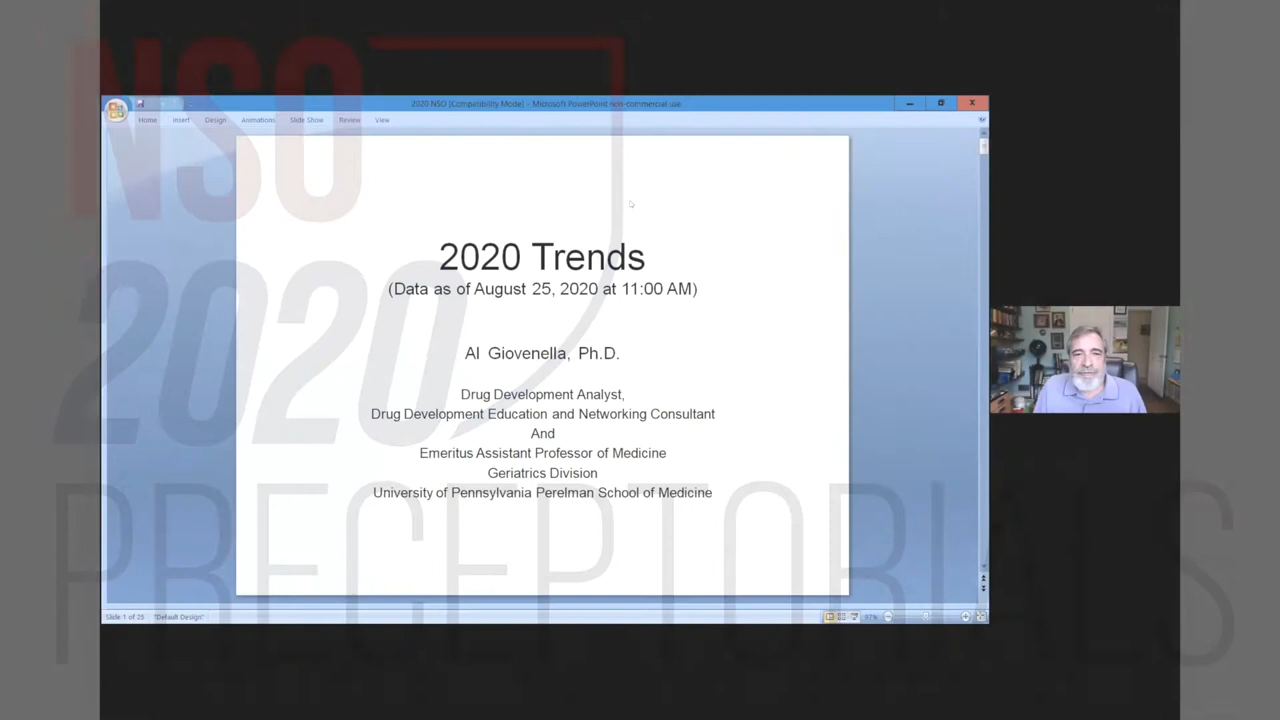 NSO
2020
PRECEPTORIALS
2020 NSO [Compatibility Mode] - Microsoft PowerPoint non-commercial use
Home Insert Design Animations Slide Show Review View
2020 Trends
(Data as of August 25, 2020 at 11:00 AM)
Al Giovenella, Ph.D.
Drug Development Analyst,
Drug Development Education and Networking Consultant
And
Emeritus Assistant Professor of Medicine
Geriatrics Division
University of Pennsylvania Perelman School of Medicine
Slide 1 of 25 "Default Design" 97%